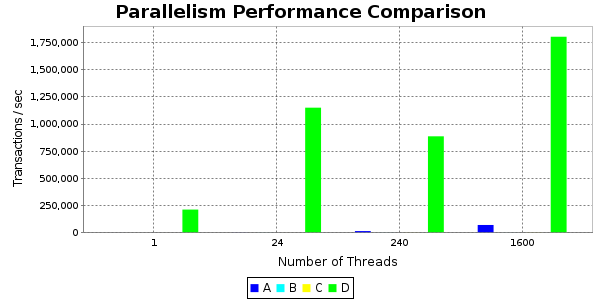 Parallelism Performance Comparison
Transactions / sec
1,750,000
1,500,000
1,250,000
1,000,000
750,000
500,000
250,000
0
1 24 240 1600
Number of Threads
A B C D